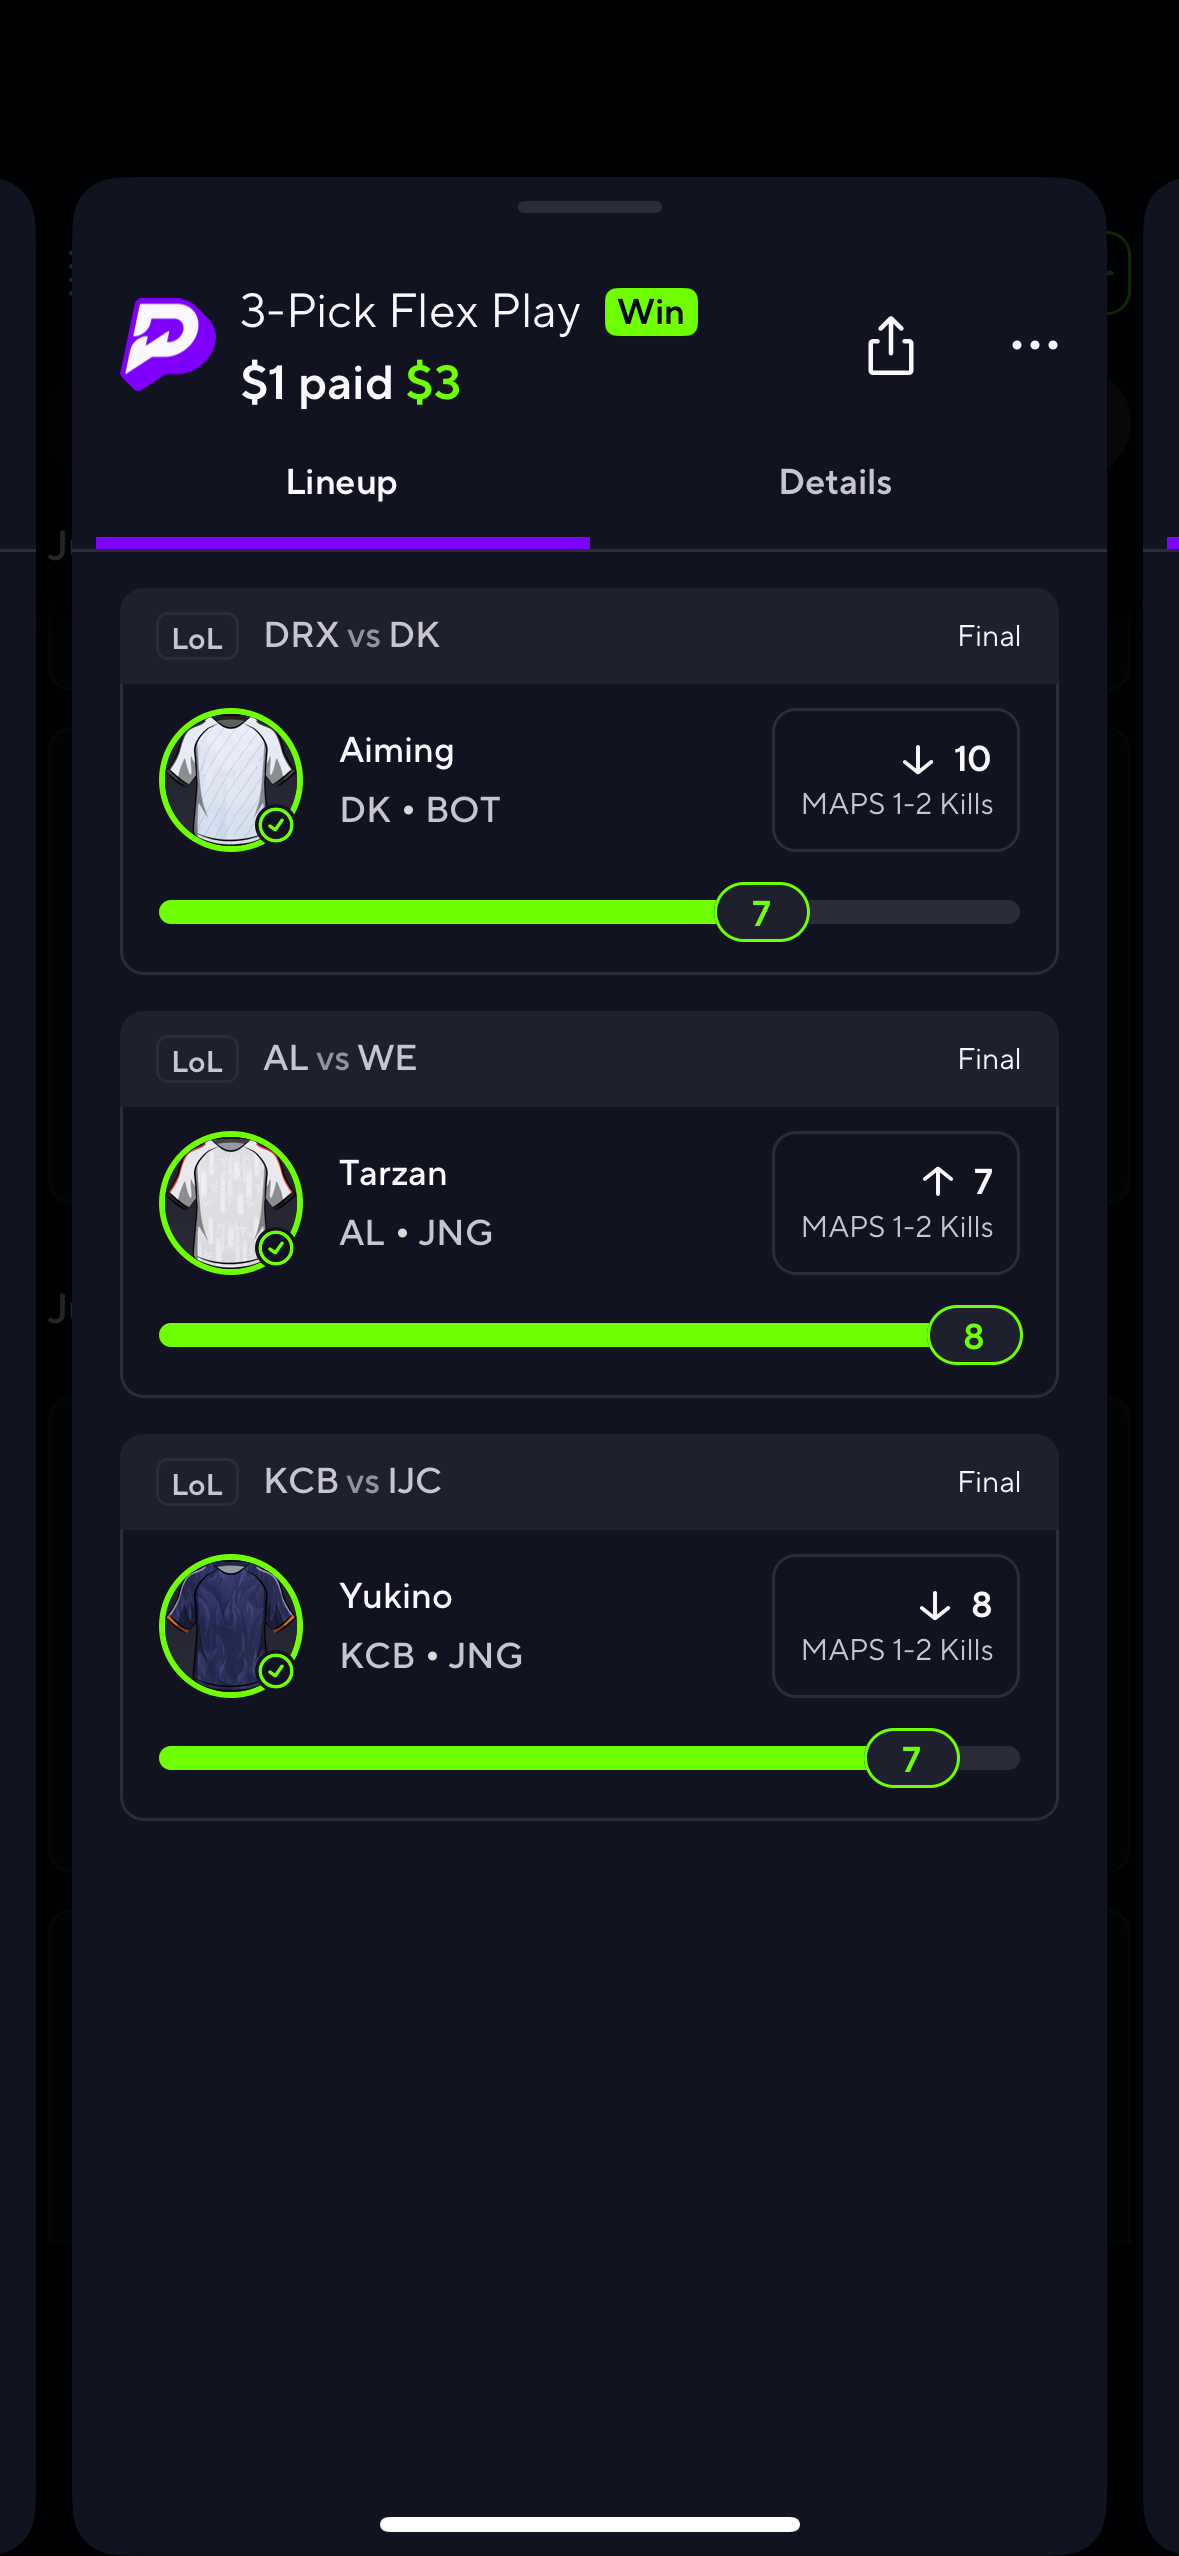 3-Pick Flex Play Win
$1 paid $3
Lineup Details
LoL DRX vs DK Final
Aiming ↓ 10
DK • BOT MAPS 1-2 Kills
7
LoL AL vs WE Final
Tarzan ↑ 7
AL • JNG MAPS 1-2 Kills
8
LoL KCB vs IJC Final
Yukino ↓ 8
KCB • JNG MAPS 1-2 Kills
7